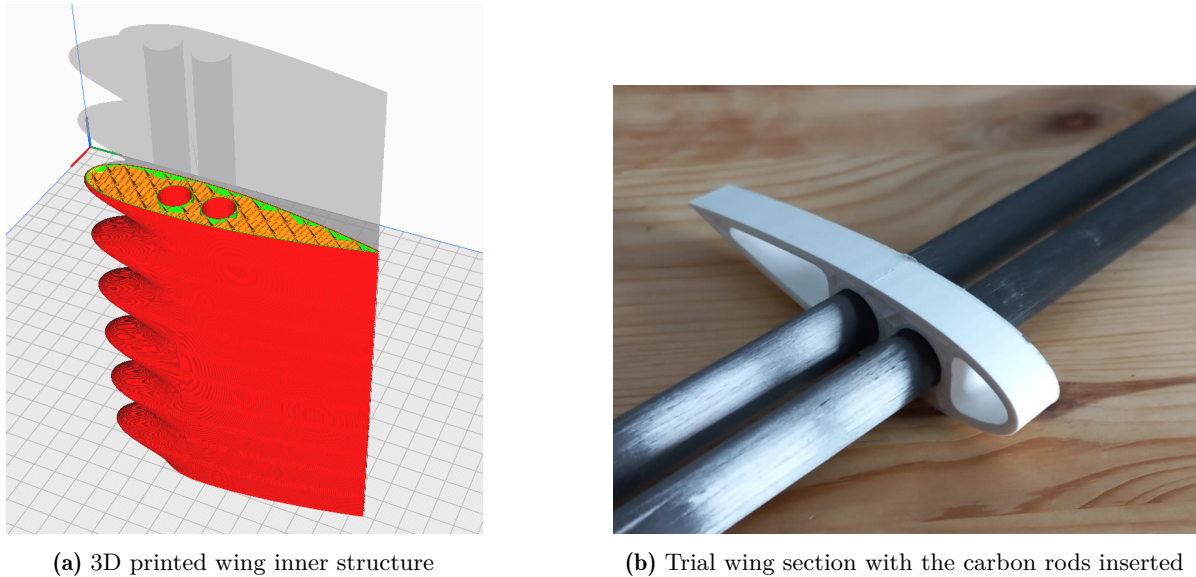 (a) 3D printed wing inner structure
(b) Trial wing section with the carbon rods inserted